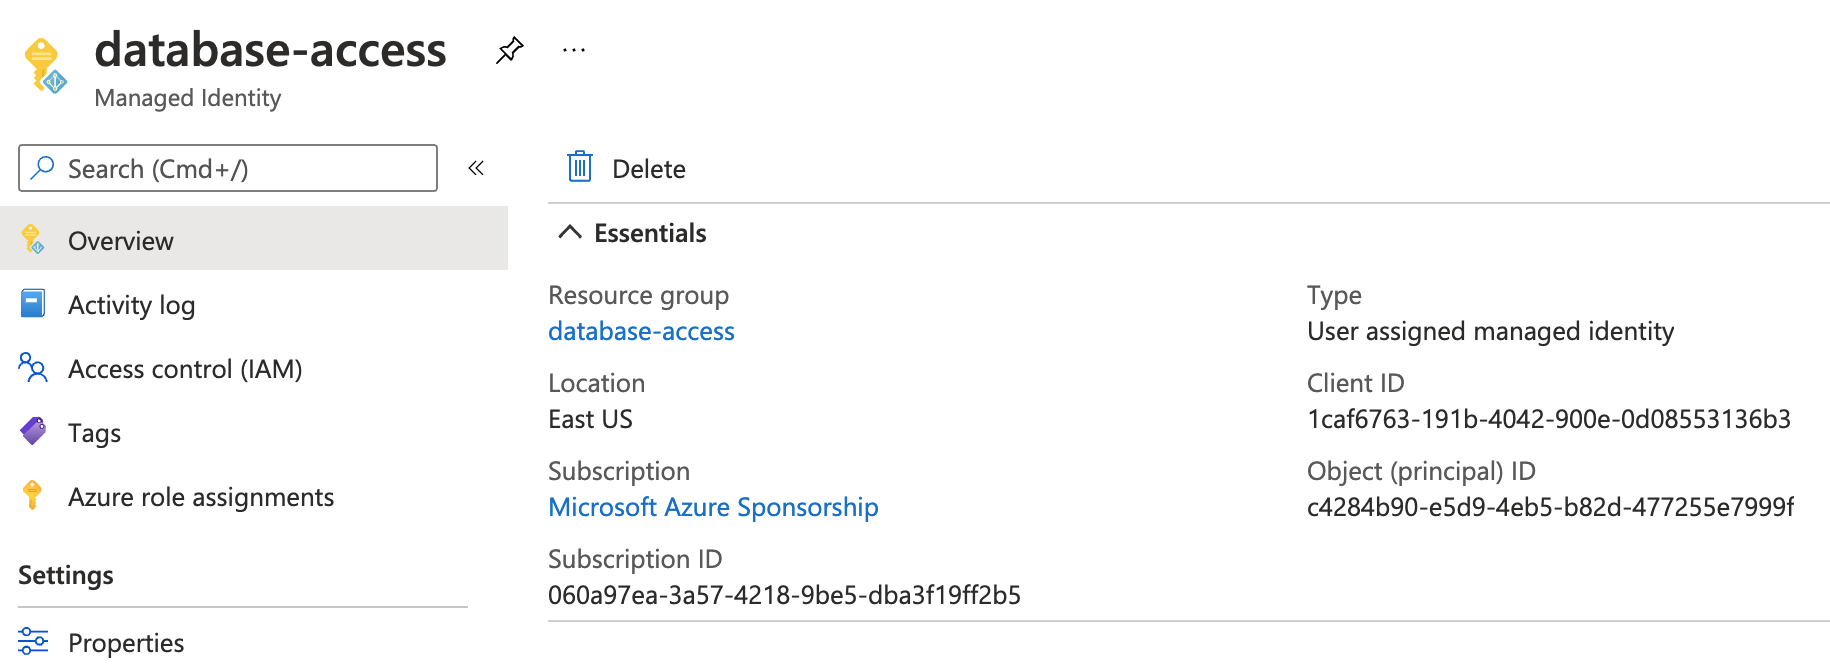 database-access
...
Managed Identity
Search (Cmd+/)
«
Overview
Activity log
Access control (IAM)
Tags
Azure role assignments
Settings
Properties
Delete
Essentials
Resource group
database-access
Location
East US
Subscription
Microsoft Azure Sponsorship
Subscription ID
060a97ea-3a57-4218-9be5-dba3f19ff2b5
Type
User assigned managed identity
Client ID
1caf6763-191b-4042-900e-0d08553136b3
Object (principal) ID
c4284b90-e5d9-4eb5-b82d-477255e7999f